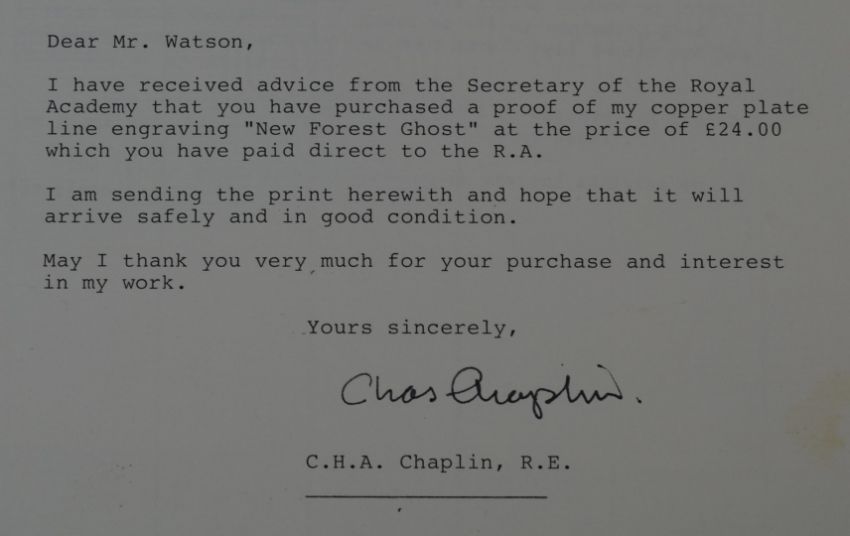 Dear Mr. Watson,
I have received advice from the Secretary of the Royal
Academy that you have purchased a proof of my copper plate
line engraving "New Forest Ghost" at the price of £24.00
which you have paid direct to the R.A.
I am sending the print herewith and hope that it will
arrive safely and in good condition.
May I thank you very much for your purchase and interest
in my work.
Yours sincerely,
Chas Chaplin.
C.H.A. Chaplin, R.E.